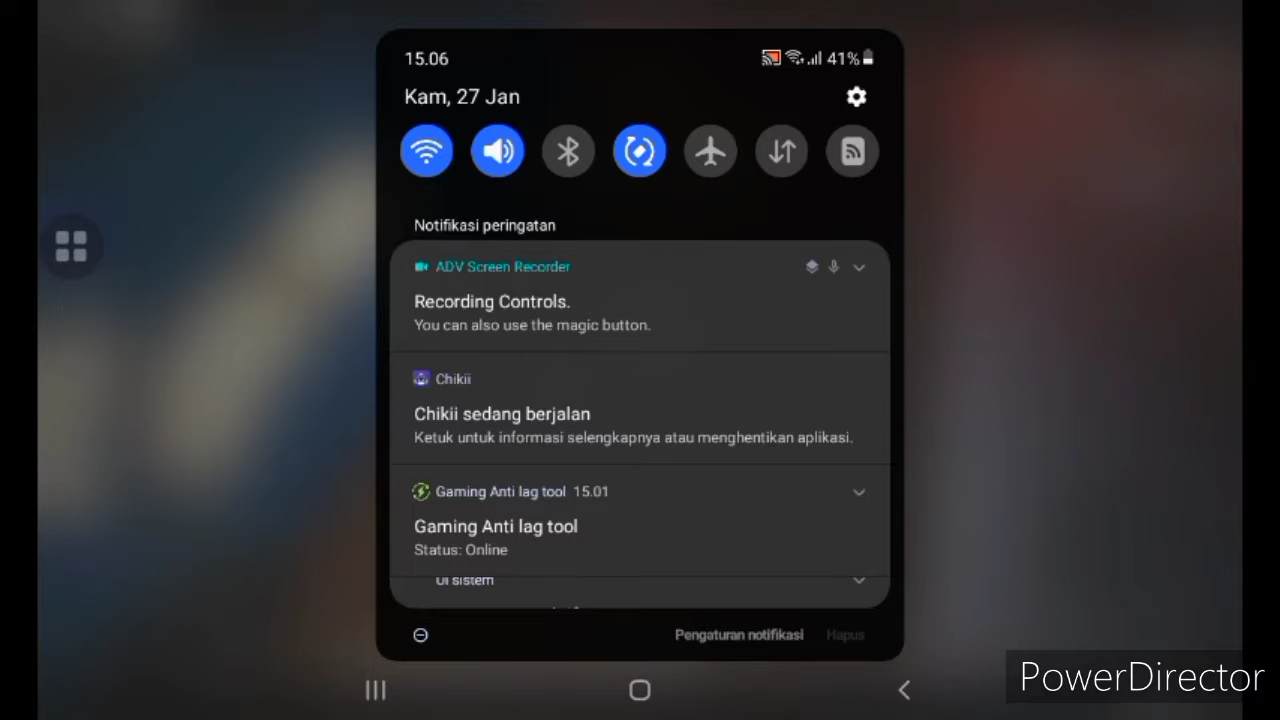 15.06
41%
Kam, 27 Jan
Notifikasi peringatan
ADV Screen Recorder
Recording Controls.
You can also use the magic button.
Chikii
Chikii sedang berjalan
Ketuk untuk informasi selengkapnya atau menghentikan aplikasi.
Gaming Anti lag tool 15.01
Gaming Anti lag tool
Status: Online
UI sistem
Pengaturan notifikasi
Hapus
PowerDirector